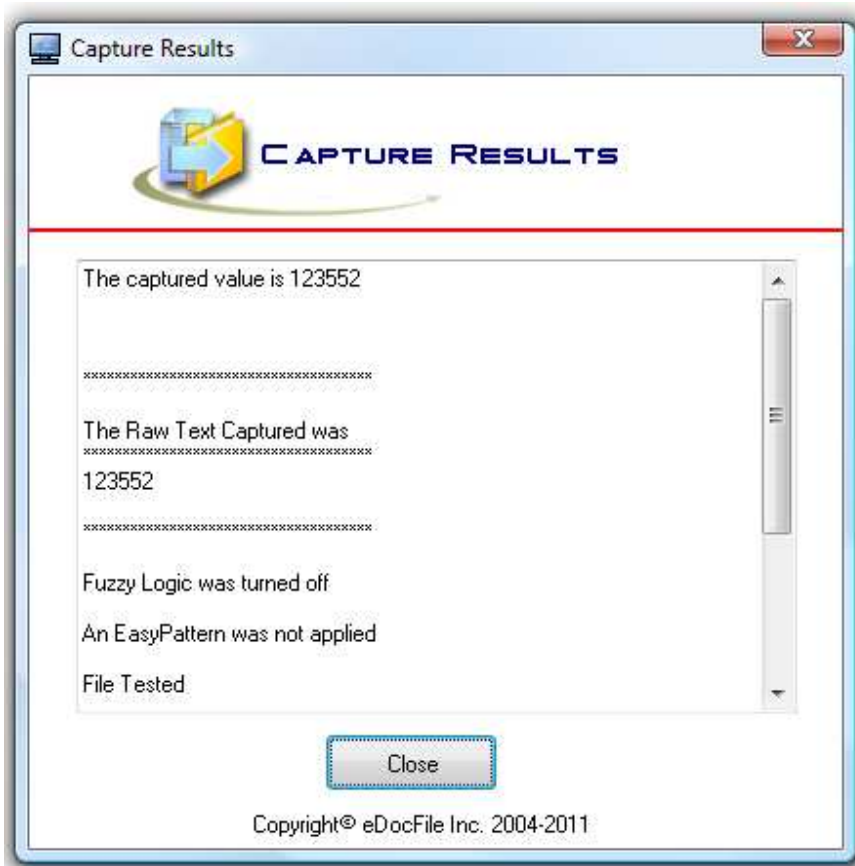 Capture Results
CAPTURE RESULTS
The captured value is 123552
************************************
The Raw Text Captured was
************************************
123552
************************************
Fuzzy Logic was turned off
An EasyPattern was not applied
File Tested
Close
Copyright© eDocFile Inc. 2004-2011